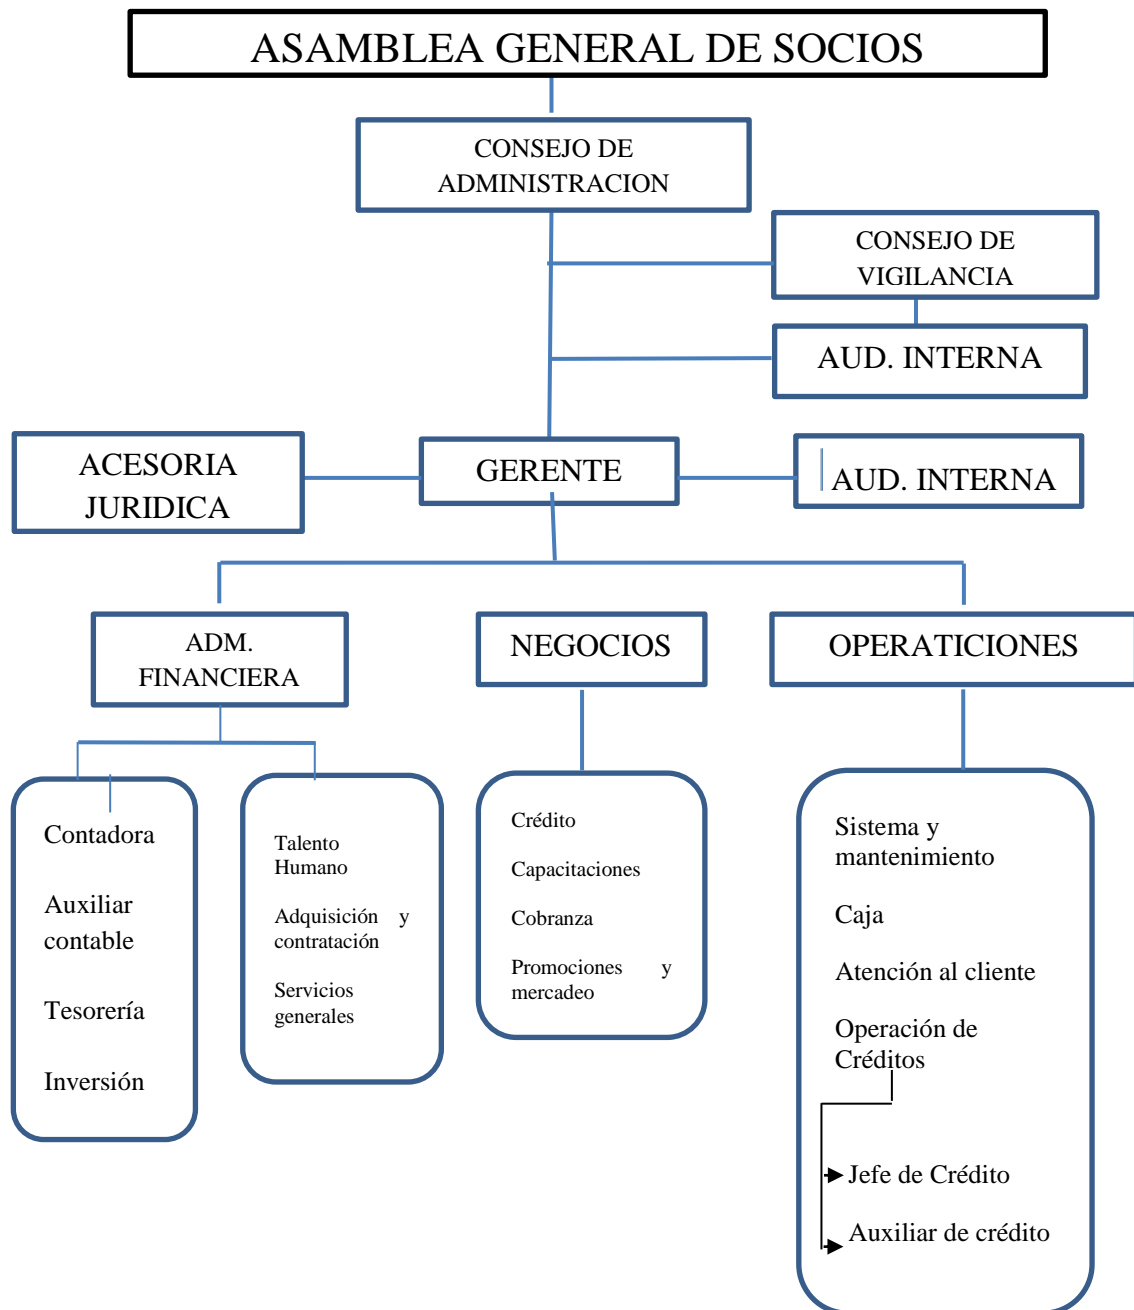 ASAMBLEA GENERAL DE SOCIOS
CONSEJO DE
ADMINISTRACION
CONSEJO DE
VIGILANCIA
AUD. INTERNA
ACESORIA
JURIDICA
GERENTE
AUD. INTERNA
ADM.
FINANCIERA
NEGOCIOS
OPERATICIONES
Contadora
Auxiliar
contable
Tesorería
Inversión
Talento
Humano
Adquisición y
contratación
Servicios
generales
Crédito
Capacitaciones
Cobranza
Promociones y
mercadeo
Sistema y
mantenimiento
Caja
Atención al cliente
Operación de
Créditos
Jefe de Crédito
Auxiliar de crédito